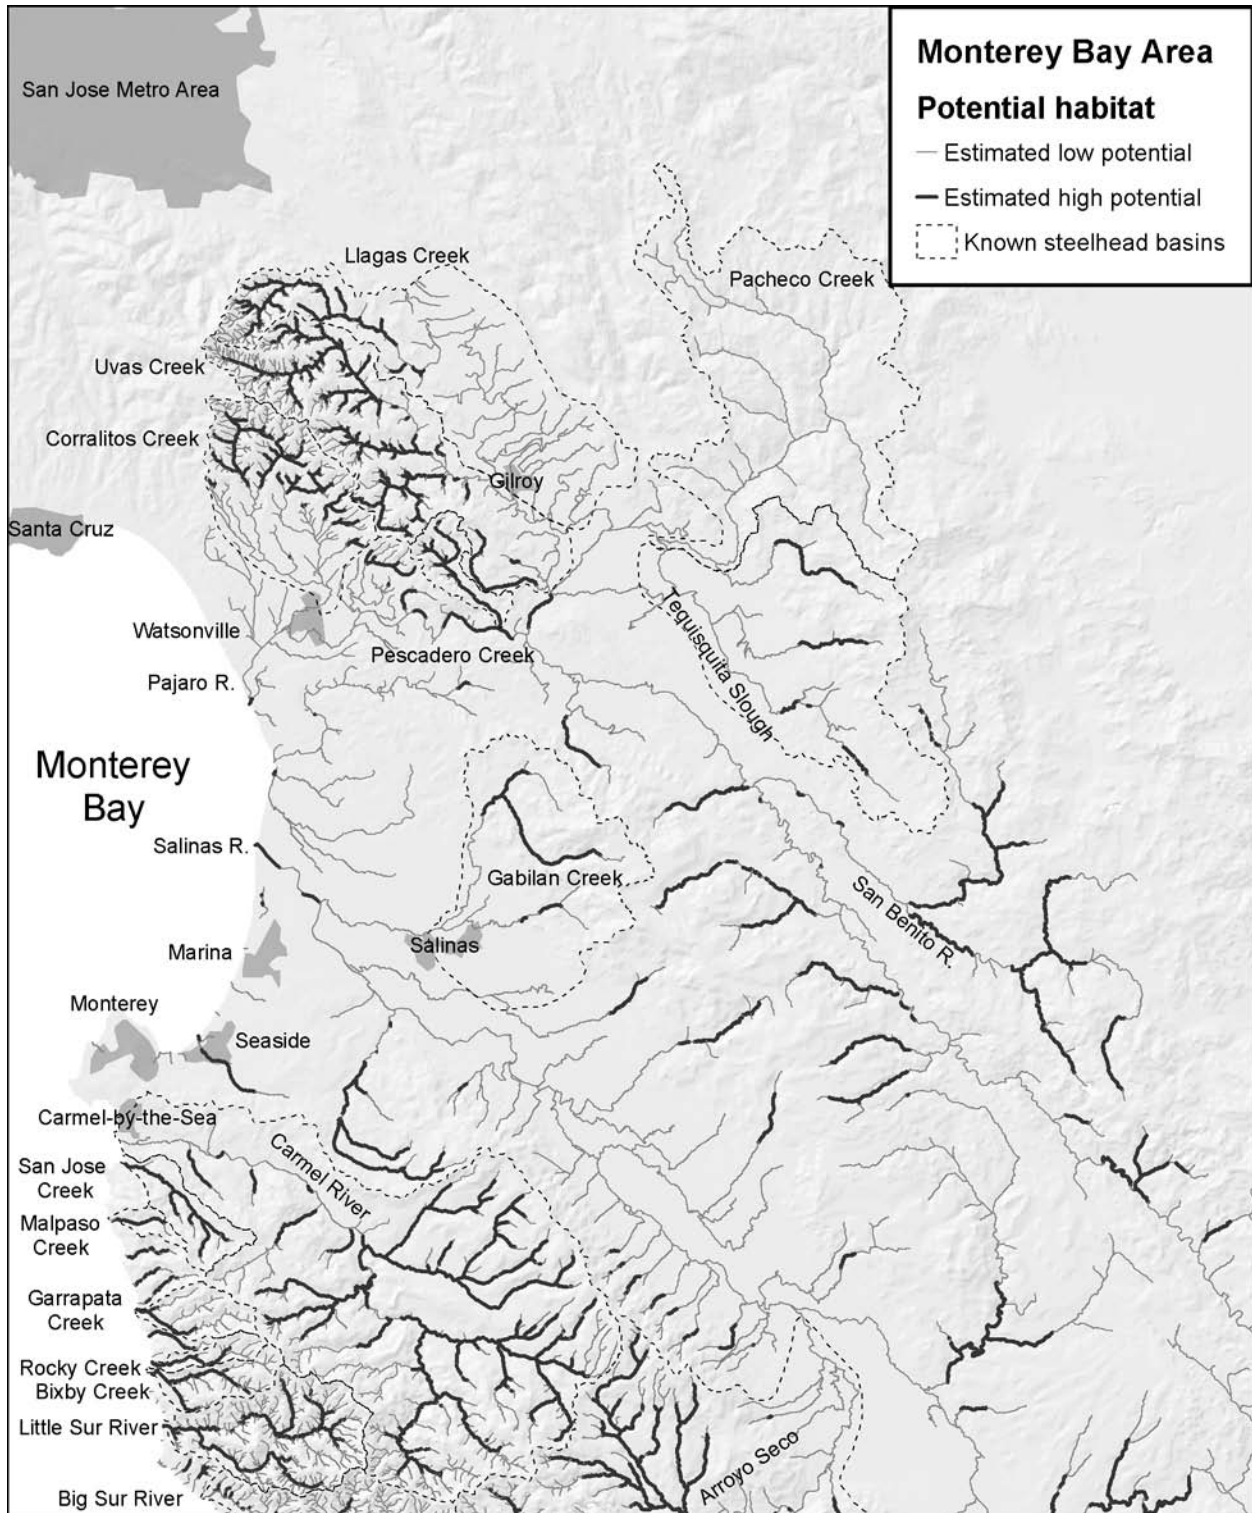 San Jose Metro Area
Monterey Bay Area
Potential habitat
Estimated low potential
Estimated high potential
Known steelhead basins
Llagas Creek
Pacheco Creek
Uvas Creek
Corralitos Creek
Gilroy
Santa Cruz
Watsonville
Tequisquita Slough
Pescadero Creek
Pajaro R.
Monterey
Bay
Salinas R.
Gabilan Creek
San Benito R.
Salinas
Marina
Monterey
Seaside
Carmel-by-the-Sea
Carmel River
San Jose
Creek
Malpaso
Creek
Garrapata
Creek
Rocky Creek
Bixby Creek
Little Sur River
Arroyo Seco
Big Sur River